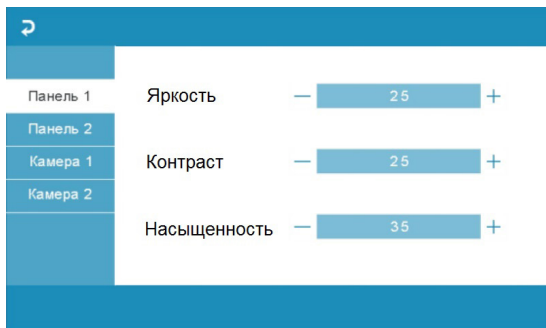 Панель 1
Панель 2
Камера 1
Камера 2
Яркость — 25 +
Контраст — 25 +
Насыщенность — 35 +